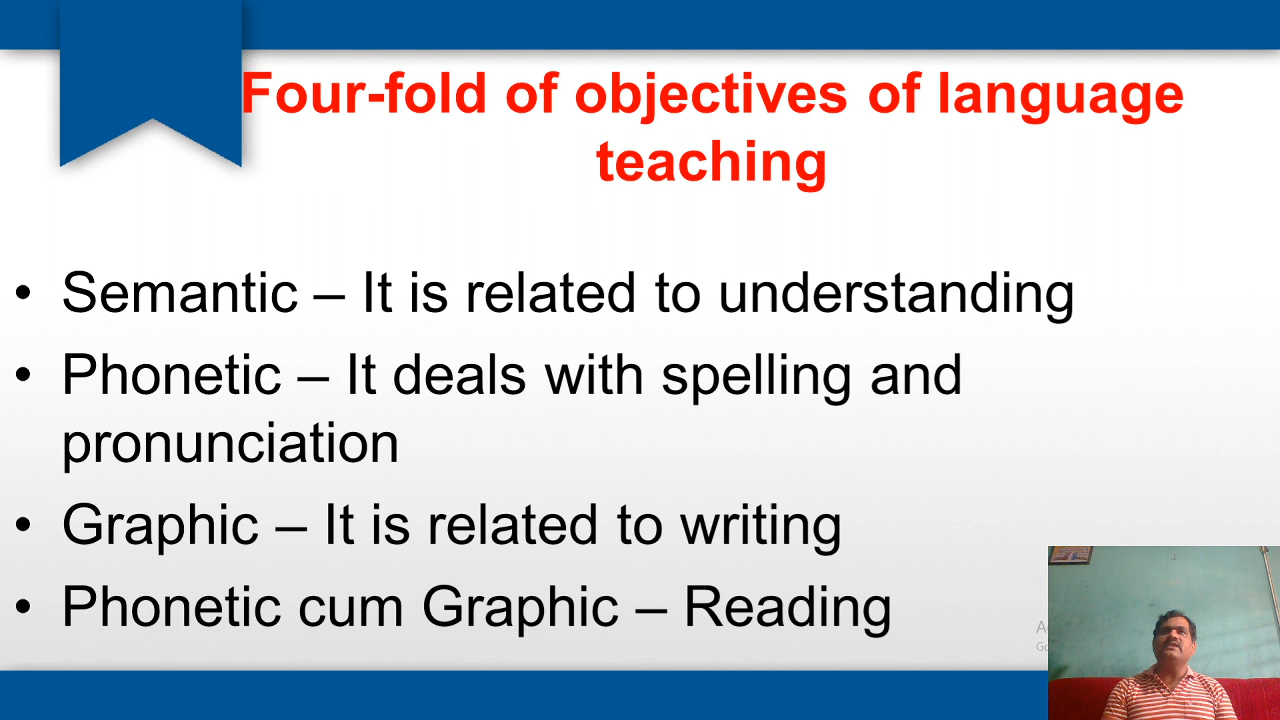 Four-fold of objectives of language
teaching
• Semantic – It is related to understanding
• Phonetic – It deals with spelling and
pronunciation
• Graphic – It is related to writing
• Phonetic cum Graphic – Reading